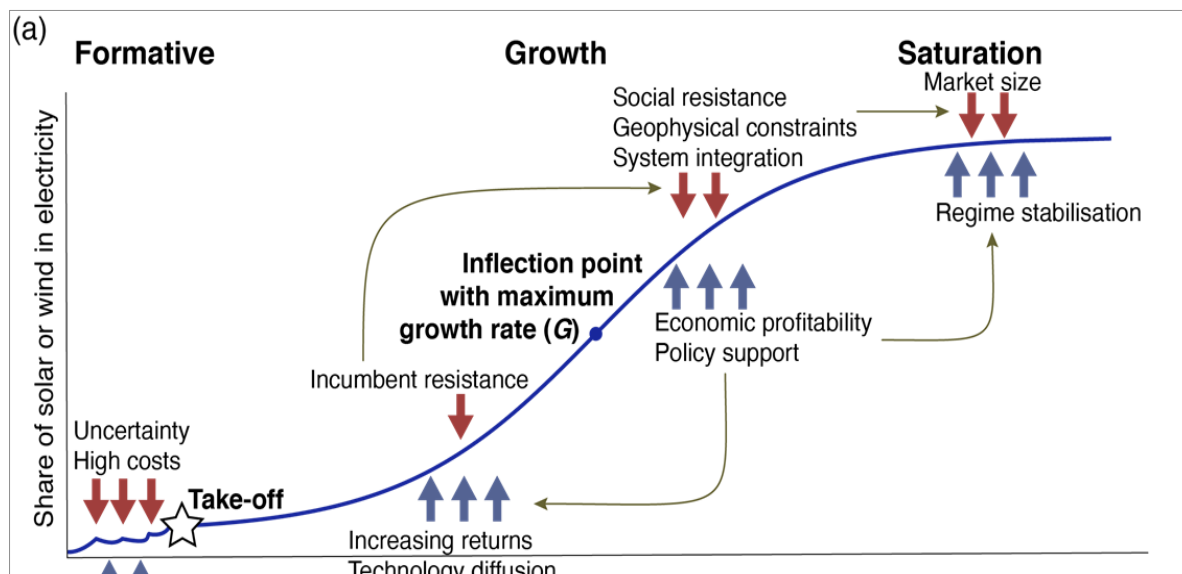 (a)
Formative
Growth
Saturation
Market size
Social resistance
Geophysical constraints
System integration
Regime stabilisation
Inflection point
with maximum
growth rate (G)
Economic profitability
Policy support
Incumbent resistance
Uncertainty
High costs
Take-off
Increasing returns
Technology diffusion
Share of solar or wind in electricity